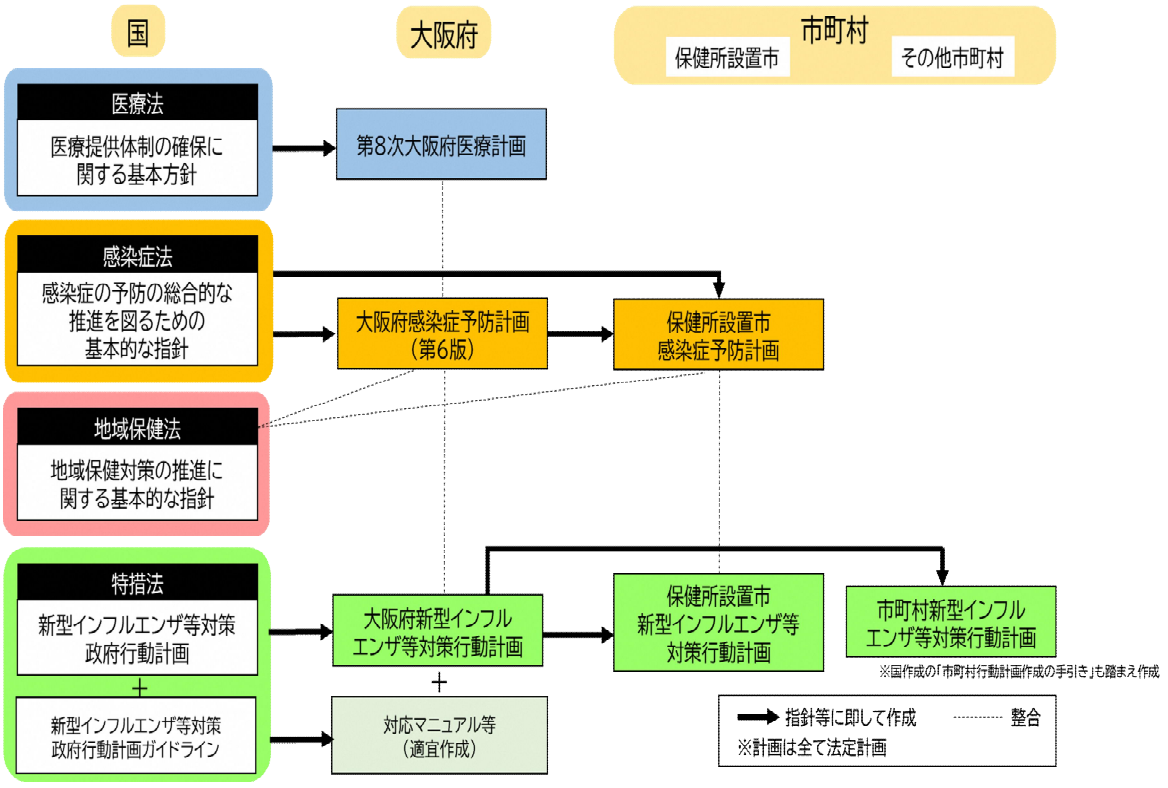 国
大阪府
市町村
保健所設置市
その他市町村
医療法
医療提供体制の確保に
関する基本方針
第8次大阪府医療計画
感染症法
感染症の予防の総合的な
推進を図るための
基本的な指針
大阪府感染症予防計画
（第6版）
保健所設置市
感染症予防計画
地域保健法
地域保健対策の推進に
関する基本的な指針
特措法
新型インフルエンザ等対策
政府行動計画
+
新型インフルエンザ等対策
政府行動計画ガイドライン
大阪府新型インフル
エンザ等対策行動計画
+
対応マニュアル等
（適宜作成）
保健所設置市
新型インフルエンザ等
対策行動計画
市町村新型インフル
エンザ等対策行動計画
※国作成の「市町村行動計画作成の手引き」も踏まえ作成
指針等に即して作成
整合
※計画は全て法定計画